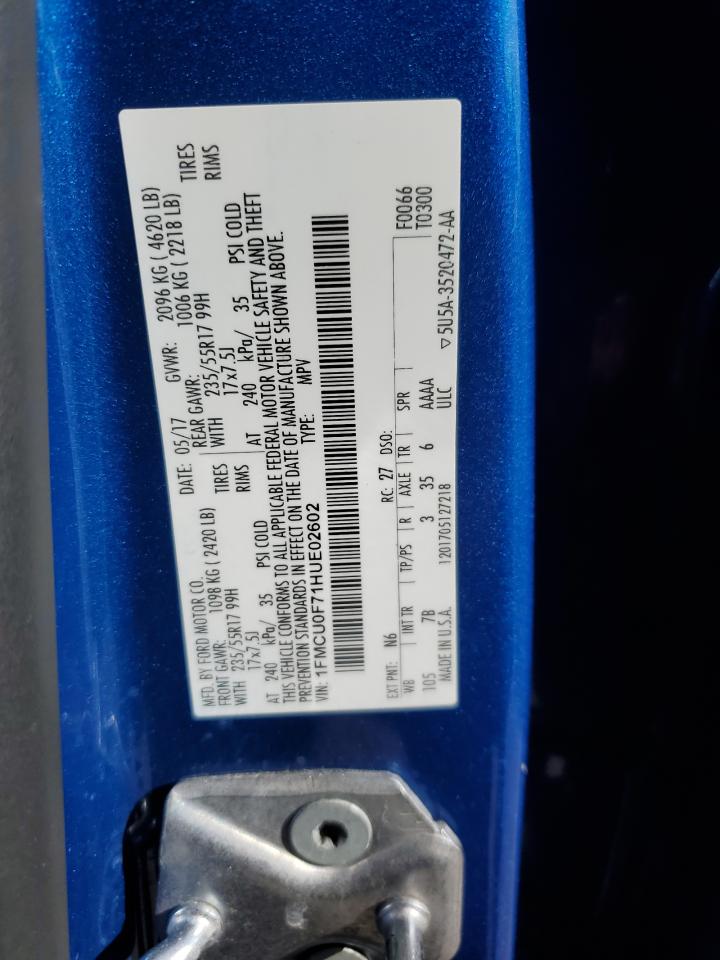 MFD. BY FORD MOTOR CO.
DATE: 05/17 GVWR: 2096 KG ( 4620 LB)
FRONT GAWR: 1098 KG ( 2420 LB)
REAR GAWR: 1006 KG ( 2218 LB)
WITH 235/55R17 99H TIRES
WITH 235/55R17 99H TIRES
17x7.5J RIMS
17x7.5J RIMS
AT 240 kPa/ 35 PSI COLD
AT 240 kPa/ 35 PSI COLD
THIS VEHICLE CONFORMS TO ALL APPLICABLE FEDERAL MOTOR VEHICLE SAFETY AND THEFT
PREVENTION STANDARDS IN EFFECT ON THE DATE OF MANUFACTURE SHOWN ABOVE.
VIN: 1FMCU0F71HUE02602 TYPE: MPV
EXT PNT: N6 RC: 27 DSO: F0066
WB INT TR TP/PS R AXLE TR SPR T0300
105 7B 3 35 6 AAAA
MADE IN U.S.A. 1201705127218 ULC ▽5U5A-3520472-AA